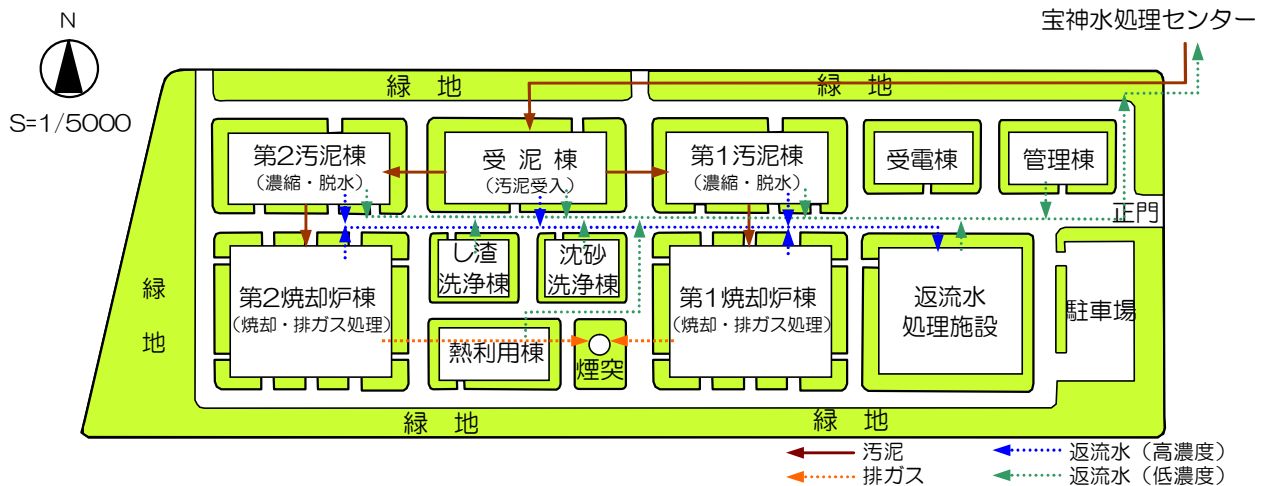 宝神水処理センター
N
S=1/5000
緑　地
緑　地
第2汚泥棟
（濃縮・脱水）
受 泥 棟
（汚泥受入）
第1汚泥棟
（濃縮・脱水）
受電棟
管理棟
正門
第2焼却炉棟
（焼却・排ガス処理）
し渣
洗浄棟
沈砂
洗浄棟
第1焼却炉棟
（焼却・排ガス処理）
返流水
処理施設
駐車場
緑
地
熱利用棟
煙突
緑　地
緑　地
汚泥
返流水（高濃度）
排ガス
返流水（低濃度）